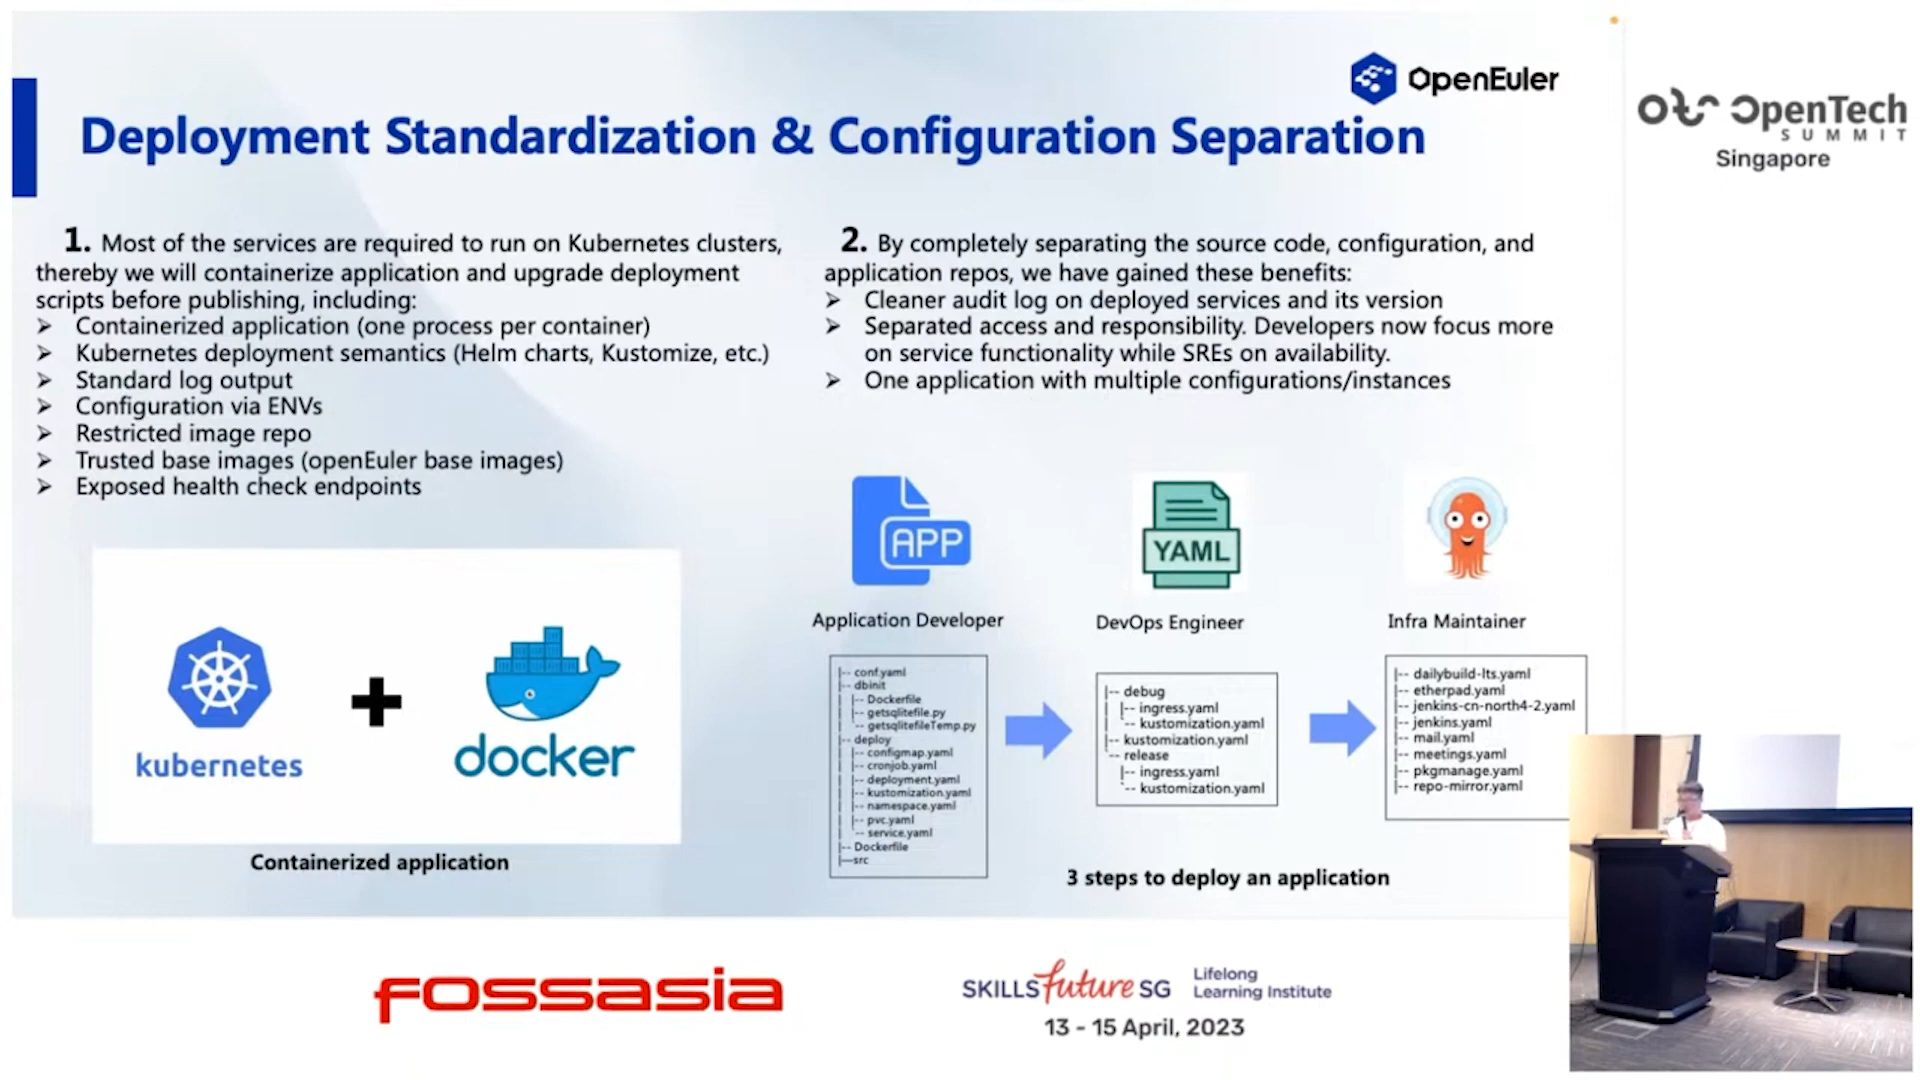 OpenEuler
OpenTech
SUMMIT
Singapore
Deployment Standardization & Configuration Separation
1. Most of the services are required to run on Kubernetes clusters,
thereby we will containerize application and upgrade deployment
scripts before publishing, including:
➢ Containerized application (one process per container)
➢ Kubernetes deployment semantics (Helm charts, Kustomize, etc.)
➢ Standard log output
➢ Configuration via ENVs
➢ Restricted image repo
➢ Trusted base images (openEuler base images)
➢ Exposed health check endpoints
kubernetes
+
docker
Containerized application
2. By completely separating the source code, configuration, and
application repos, we have gained these benefits:
➢ Cleaner audit log on deployed services and its version
➢ Separated access and responsibility. Developers now focus more
on service functionality while SREs on availability.
➢ One application with multiple configurations/instances
APP
Application Developer
|-- conf.yaml
|-- dbinit
| |-- Dockerfile
| |-- getsqlitefile.py
| `-- getsqlitefileTemp.py
|-- deploy
| |-- configmap.yaml
| |-- cronjob.yaml
| |-- deployment.yaml
| |-- kustomization.yaml
| |-- namespace.yaml
| |-- pvc.yaml
| `-- service.yaml
|-- Dockerfile
|—src
YAML
DevOps Engineer
|-- debug
| |-- ingress.yaml
| `-- kustomization.yaml
|-- kustomization.yaml
`-- release
|-- ingress.yaml
`-- kustomization.yaml
Infra Maintainer
|-- dailybuild-lts.yaml
|-- etherpad.yaml
|-- jenkins-cn-north4-2.yaml
|-- jenkins.yaml
|-- mail.yaml
|-- meetings.yaml
|-- pkgmanage.yaml
|-- repo-mirror.yaml
3 steps to deploy an application
fossasia
SKILLSfuture SG
Lifelong
Learning Institute
13 - 15 April, 2023